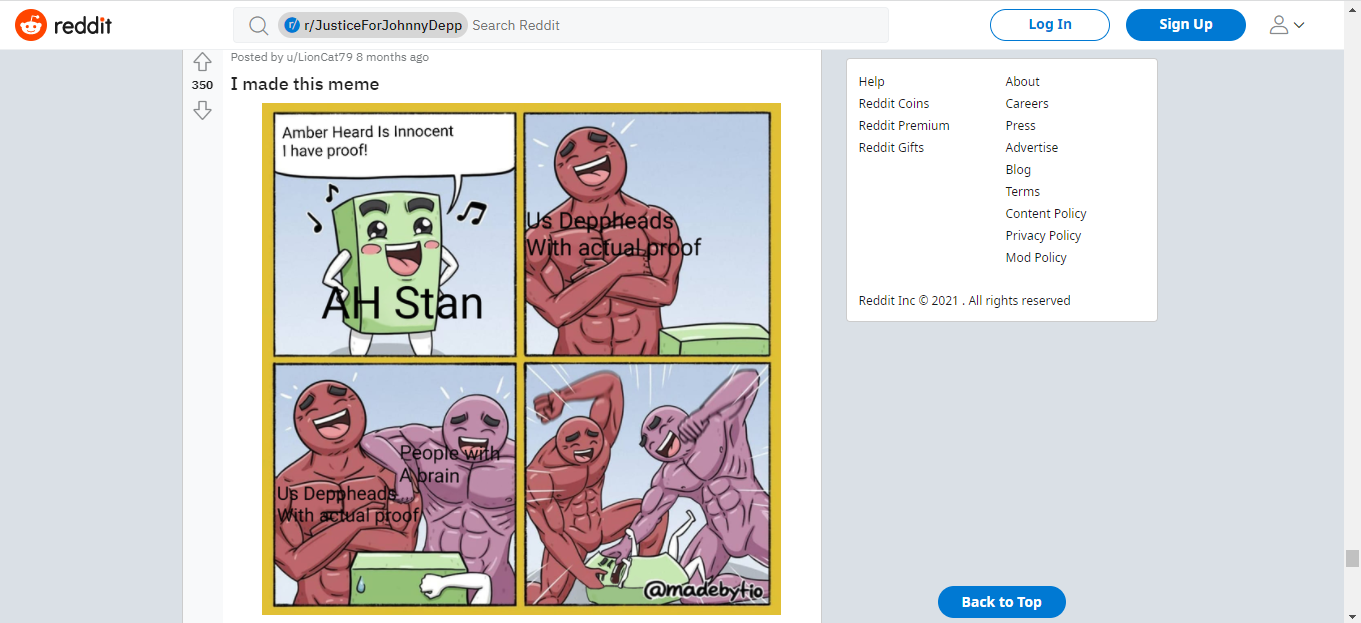 reddit
r/JusticeForJohnnyDepp Search Reddit
Log In
Sign Up
Posted by u/LionCat79 8 months ago
350
I made this meme
Amber Heard Is Innocent
I have proof!
AH Stan
Us Deppheads
With actual proof
People with
A brain
Us Deppheads
With actual proof
@madebytio
Help
Reddit Coins
Reddit Premium
Reddit Gifts
About
Careers
Press
Advertise
Blog
Terms
Content Policy
Privacy Policy
Mod Policy
Reddit Inc © 2021 . All rights reserved
Back to Top